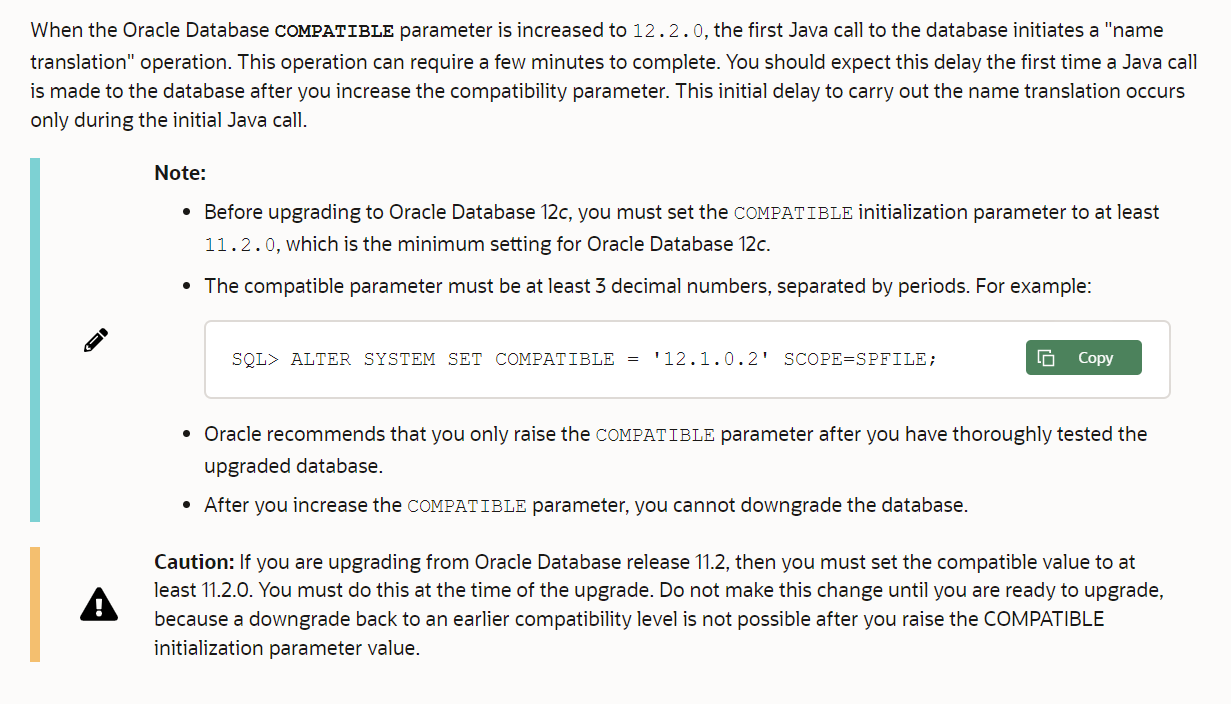 When the Oracle Database COMPATIBLE parameter is increased to 12.2.0, the first Java call to the database initiates a "name
translation" operation. This operation can require a few minutes to complete. You should expect this delay the first time a Java call
is made to the database after you increase the compatibility parameter. This initial delay to carry out the name translation occurs
only during the initial Java call.
Note:
• Before upgrading to Oracle Database 12c, you must set the COMPATIBLE initialization parameter to at least
11.2.0, which is the minimum setting for Oracle Database 12c.
• The compatible parameter must be at least 3 decimal numbers, separated by periods. For example:
SQL> ALTER SYSTEM SET COMPATIBLE = '12.1.0.2' SCOPE=SPFILE;
Copy
• Oracle recommends that you only raise the COMPATIBLE parameter after you have thoroughly tested the
upgraded database.
• After you increase the COMPATIBLE parameter, you cannot downgrade the database.
Caution: If you are upgrading from Oracle Database release 11.2, then you must set the compatible value to at
least 11.2.0. You must do this at the time of the upgrade. Do not make this change until you are ready to upgrade,
because a downgrade back to an earlier compatibility level is not possible after you raise the COMPATIBLE
initialization parameter value.